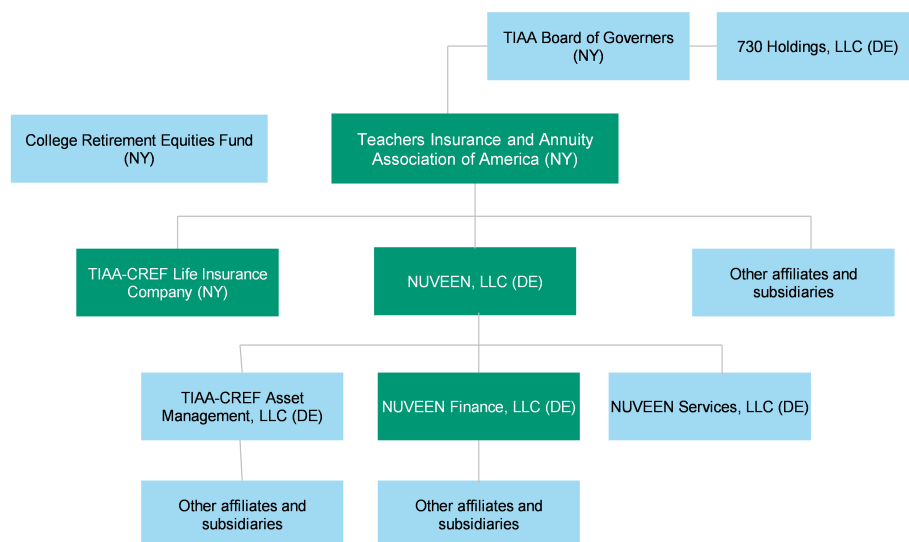 TIAA Board of Governers
(NY)
730 Holdings, LLC (DE)
College Retirement Equities Fund
(NY)
Teachers Insurance and Annuity
Association of America (NY)
TIAA-CREF Life Insurance
Company (NY)
NUVEEN, LLC (DE)
Other affiliates and
subsidiaries
TIAA-CREF Asset
Management, LLC (DE)
NUVEEN Finance, LLC (DE)
NUVEEN Services, LLC (DE)
Other affiliates and
subsidiaries
Other affiliates and
subsidiaries